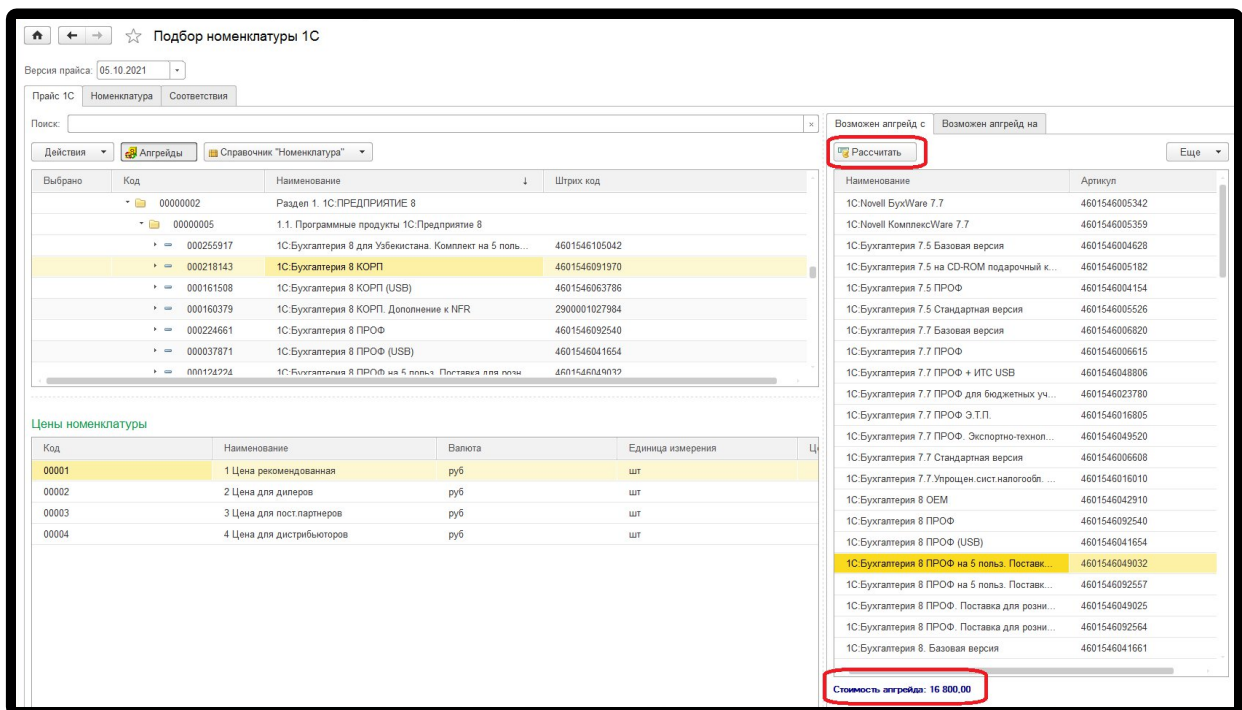 Подбор номенклатуры 1С
Версия прайса: 05.10.2021
Прайс 1С Номенклатура Соответствия
Поиск:
Действия Апгрейды Справочник "Номенклатура"
Выбрано Код Наименование ↓ Штрих код
00000002 Раздел 1. 1С:ПРЕДПРИЯТИЕ 8
00000005 1.1. Программные продукты 1С:Предприятие 8
000255917 1С:Бухгалтерия 8 для Узбекистана. Комплект на 5 поль... 4601546105042
000218143 1С:Бухгалтерия 8 КОРП 4601546091970
000161508 1С:Бухгалтерия 8 КОРП (USB) 4601546063786
000160379 1С:Бухгалтерия 8 КОРП. Дополнение к NFR 2900001027984
000224661 1С:Бухгалтерия 8 ПРОФ 4601546092540
000037871 1С:Бухгалтерия 8 ПРОФ (USB) 4601546041654
000124224 1С:Бухгалтерия 8 ПРОФ на 5 польз. Поставка для розн 4601546049032
Цены номенклатуры
Код Наименование Валюта Единица измерения Це
00001 1 Цена рекомендованная руб шт
00002 2 Цена для дилеров руб шт
00003 3 Цена для пост.партнеров руб шт
00004 4 Цена для дистрибьюторов руб шт
Возможен апгрейд с Возможен апгрейд на
Рассчитать Еще
Наименование Артикул
1С:Novell БухWare 7.7 4601546005342
1С:Novell КомплексWare 7.7 4601546005359
1С:Бухгалтерия 7.5 Базовая версия 4601546004628
1С:Бухгалтерия 7.5 на CD-ROM подарочный к... 4601546005182
1С:Бухгалтерия 7.5 ПРОФ 4601546004154
1С:Бухгалтерия 7.5 Стандартная версия 4601546005526
1С:Бухгалтерия 7.7 Базовая версия 4601546006820
1С:Бухгалтерия 7.7 ПРОФ 4601546006615
1С:Бухгалтерия 7.7 ПРОФ + ИТС USB 4601546048806
1С:Бухгалтерия 7.7 ПРОФ для бюджетных уч... 4601546023780
1С:Бухгалтерия 7.7 ПРОФ Э.Т.П. 4601546016805
1С:Бухгалтерия 7.7 ПРОФ. Экспортно-технол... 4601546049520
1С:Бухгалтерия 7.7 Стандартная версия 4601546006608
1С:Бухгалтерия 7.7.Упрощен.сист.налогообл. ... 4601546016010
1С:Бухгалтерия 8 OEM 4601546042910
1С:Бухгалтерия 8 ПРОФ 4601546092540
1С:Бухгалтерия 8 ПРОФ (USB) 4601546041654
1С:Бухгалтерия 8 ПРОФ на 5 польз. Поставк... 4601546049032
1С:Бухгалтерия 8 ПРОФ на 5 польз. Поставк... 4601546092557
1С:Бухгалтерия 8 ПРОФ. Поставка для розни... 4601546049025
1С:Бухгалтерия 8 ПРОФ. Поставка для розни... 4601546092564
1С:Бухгалтерия 8. Базовая версия 4601546041661
Стоимость апгрейда: 16 800,00